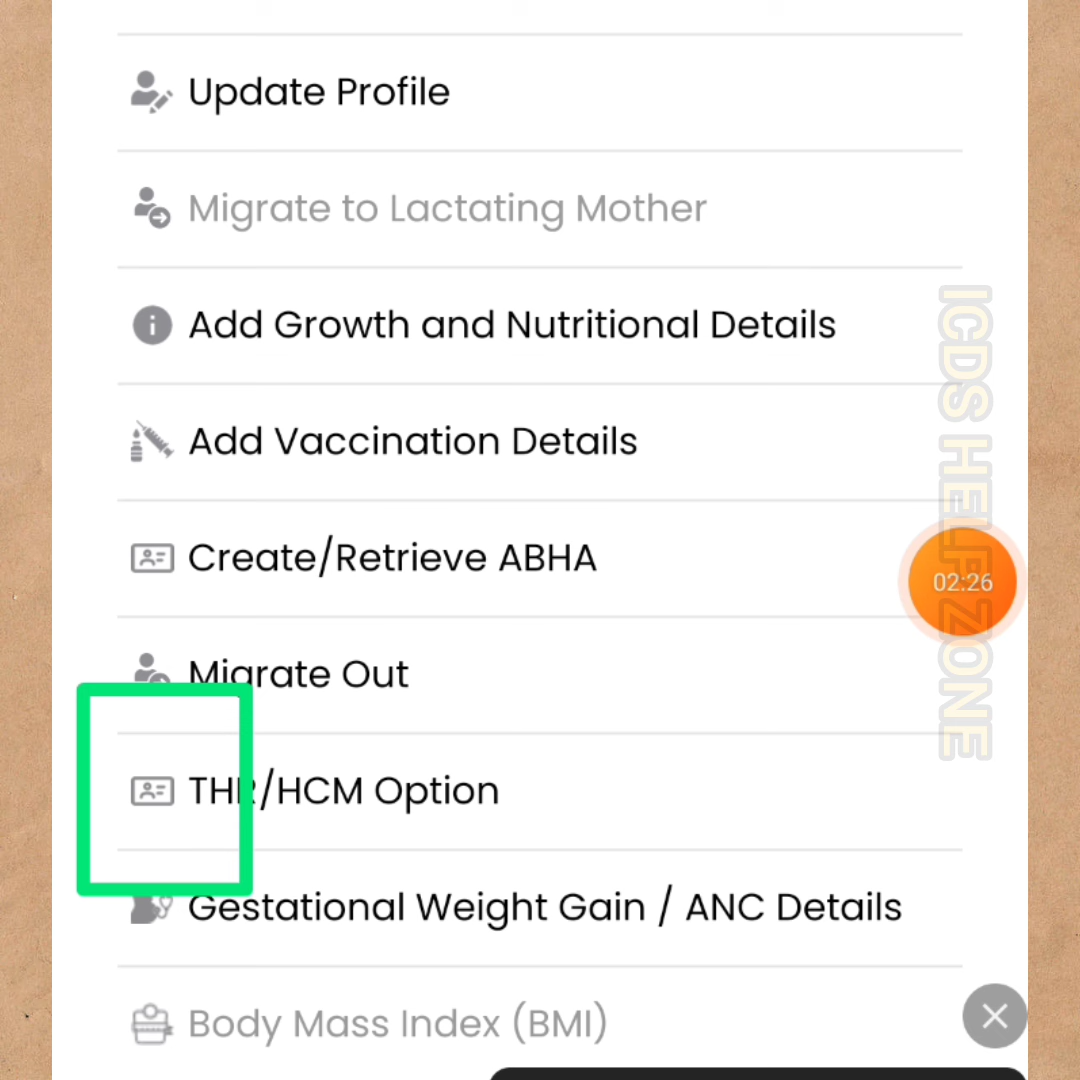 Update Profile
Migrate to Lactating Mother
Add Growth and Nutritional Details
Add Vaccination Details
Create/Retrieve ABHA
Migrate Out
THR/HCM Option
Gestational Weight Gain / ANC Details
Body Mass Index (BMI)
02:26
ICDS HELP ZONE